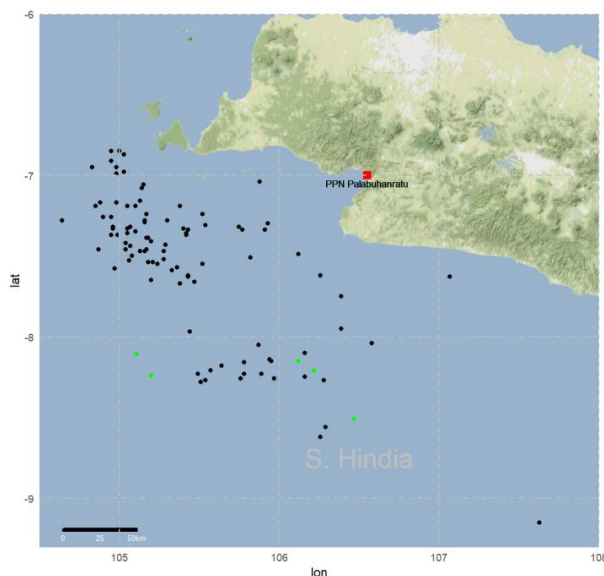 -6
-7
PPN Palabuhanratu
lat
-8
S. Hindia
-9
0 25 50km
105 106 107 108
lon